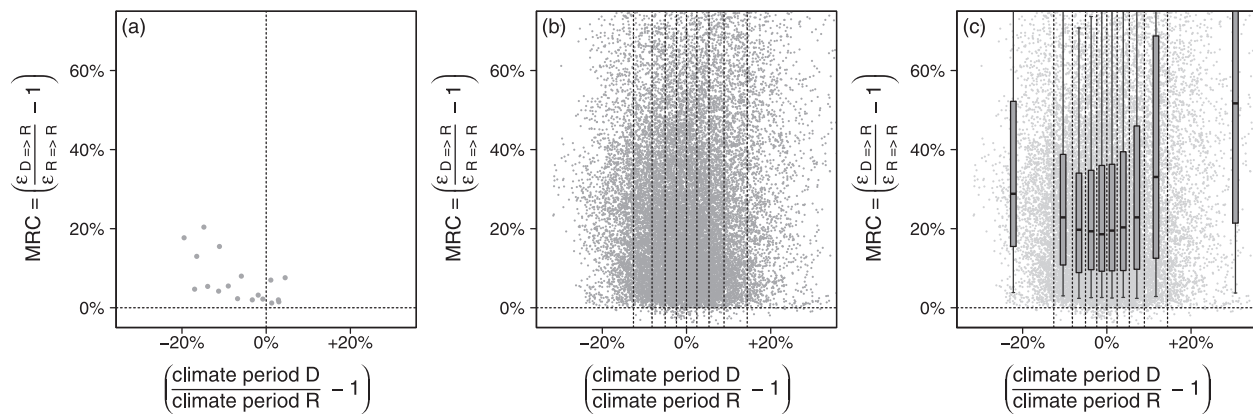 (a)
60%
40%
20%
0%
MRC = (ε D => R / ε R => R − 1)
−20% 0% +20%
(climate period D / climate period R − 1)
(b)
60%
40%
20%
0%
MRC = (ε D => R / ε R => R − 1)
−20% 0% +20%
(climate period D / climate period R − 1)
(c)
60%
40%
20%
0%
MRC = (ε D => R / ε R => R − 1)
−20% 0% +20%
(climate period D / climate period R − 1)